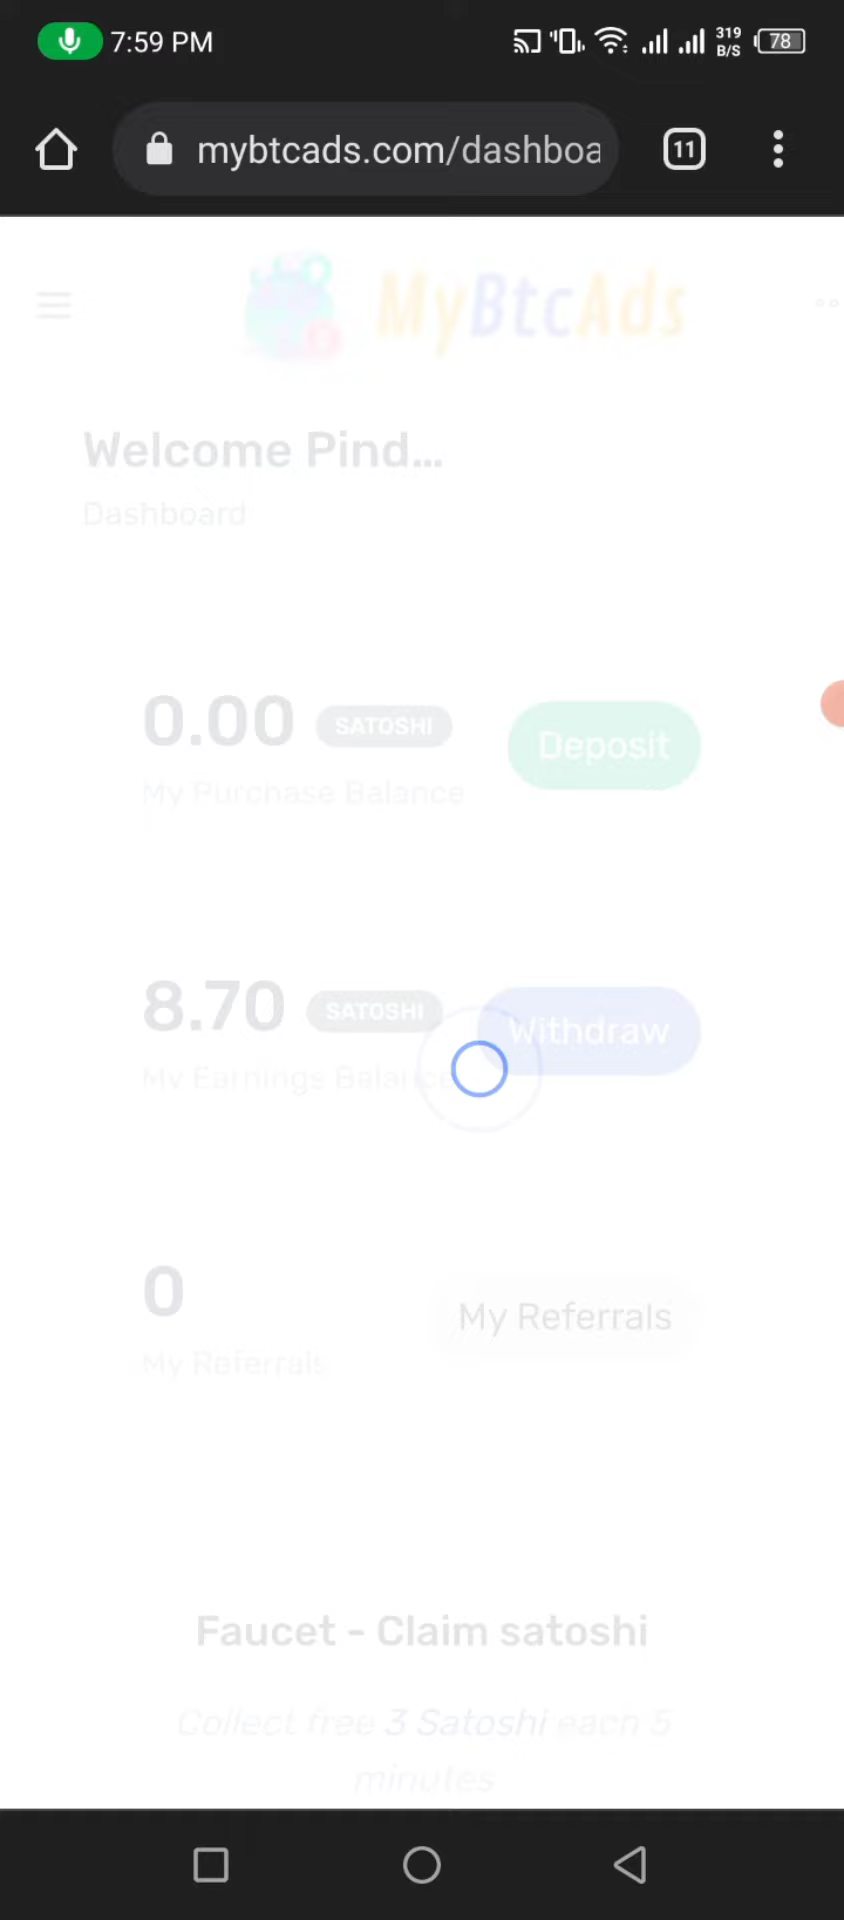 7:59 PM
319
B/S
78
mybtcads.com/dashboa
11
MyBtcAds
Welcome Pind...
Dashboard
0.00 SATOSHI
Deposit
My Purchase Balance
8.70 SATOSHI
Withdraw
My Earnings Balance
0
My Referrals
My Referrals
Faucet - Claim satoshi
Collect free 3 Satoshi each 5
minutes